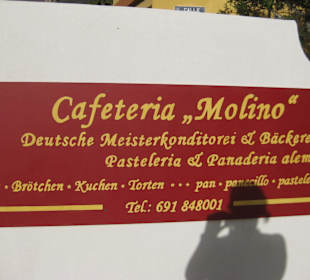 Cafeteria „Molino“
Deutsche Meisterkonditorei & Bäckere
Pasteleria & Panaderia alem
• Brötchen • Kuchen • Torten • • • pan • panecillo • pastele
Tel.: 691 848001